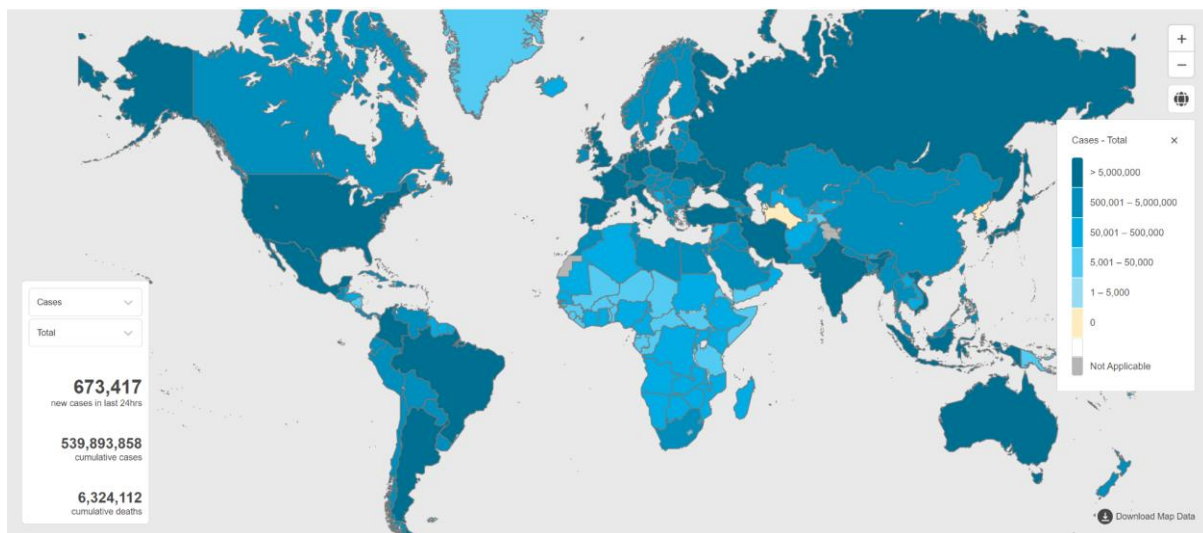 +
−
Cases - Total ×
> 5,000,000
500,001 – 5,000,000
50,001 – 500,000
5,001 – 50,000
1 – 5,000
0
Not Applicable
Cases
Total
673,417
new cases in last 24hrs
539,893,858
cumulative cases
6,324,112
cumulative deaths
Download Map Data